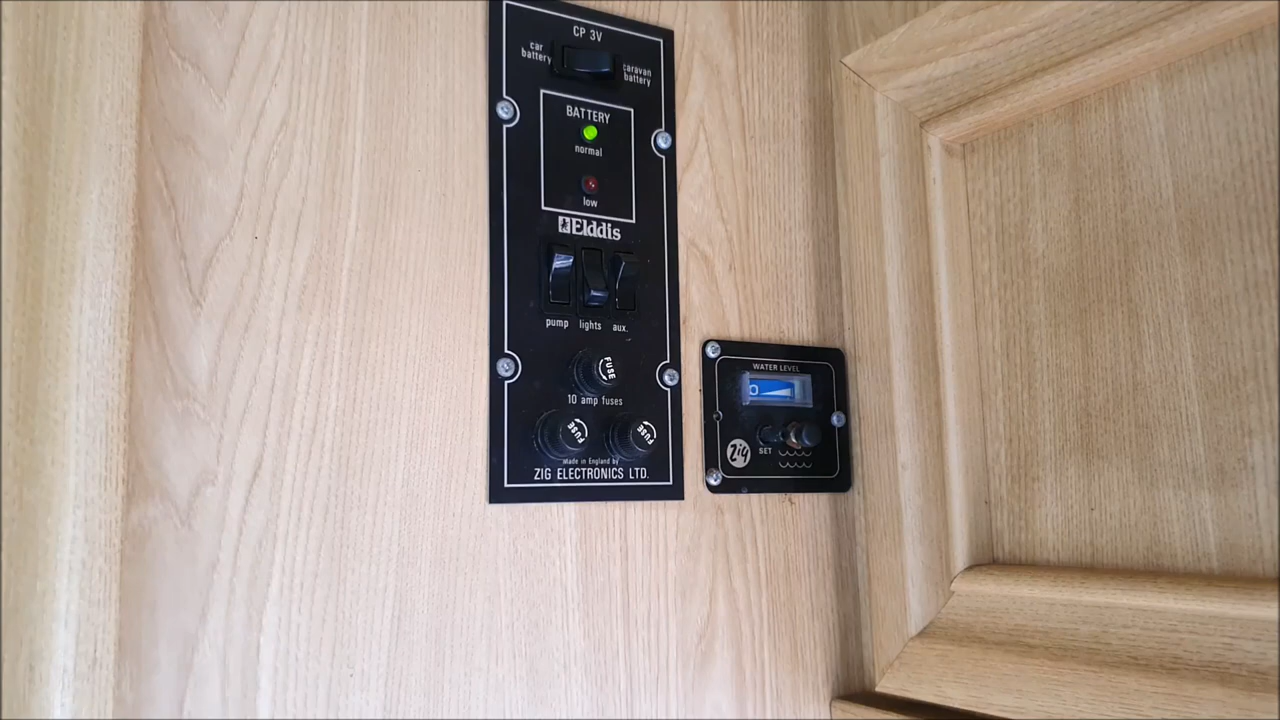 CP 3V
car
battery
caravan
battery
BATTERY
normal
low
Elddis
pump lights aux.
FUSE
10 amp fuses
FUSE FUSE
Made in England by
ZIG ELECTRONICS LTD.
WATER LEVEL
0
Zig
SET